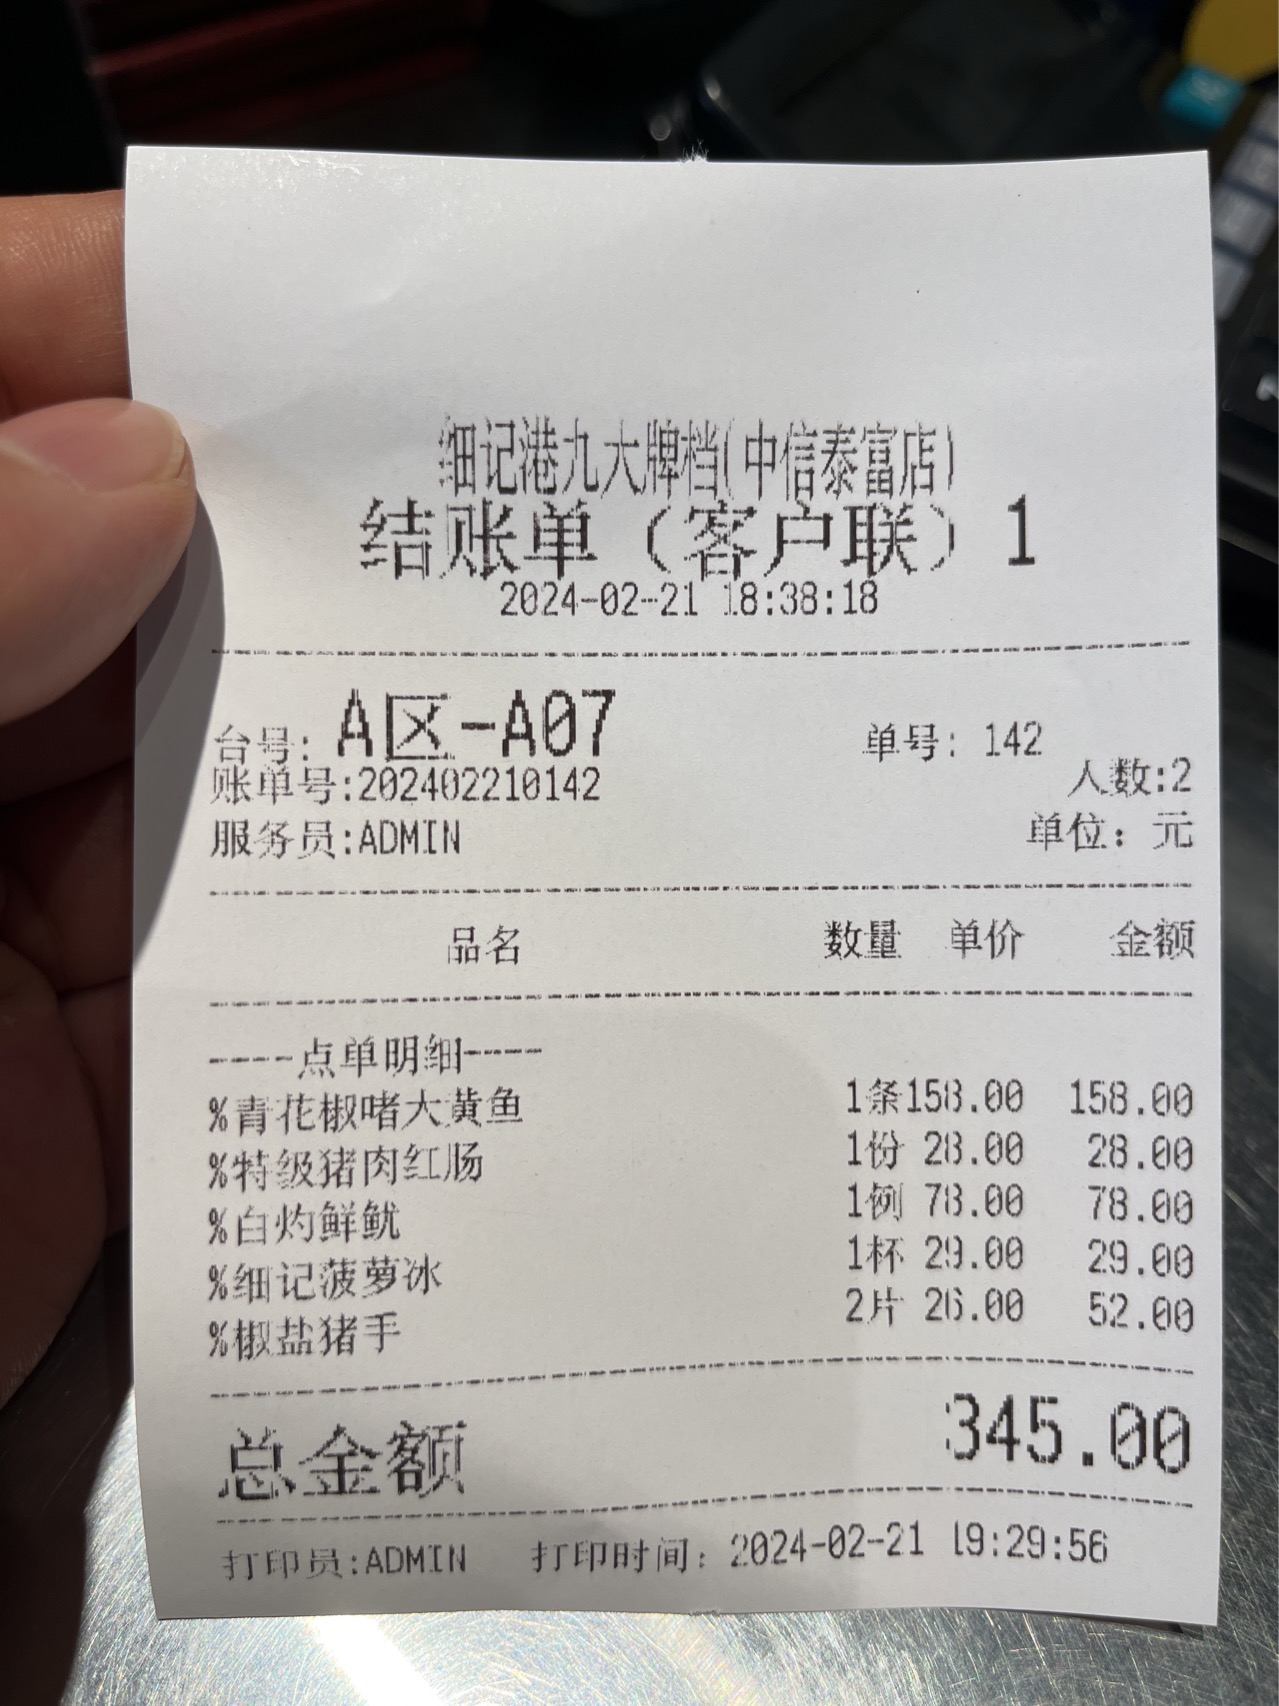 细记港九大牌档(中信泰富店)
结账单（客户联）1
2024-02-21 18:38:18
台号: A区-A07 单号: 142
账单号:202402210142 人数:2
服务员:ADMIN 单位: 元
品名 数量 单价 金额
----点单明细----
%青花椒啫大黄鱼 1条158.00 158.00
%特级猪肉红肠 1份 28.00 28.00
%白灼鲜鱿 1例 78.00 78.00
%细记菠萝冰 1杯 29.00 29.00
%椒盐猪手 2片 26.00 52.00
总金额 345.00
打印员:ADMIN 打印时间: 2024-02-21 19:29:56